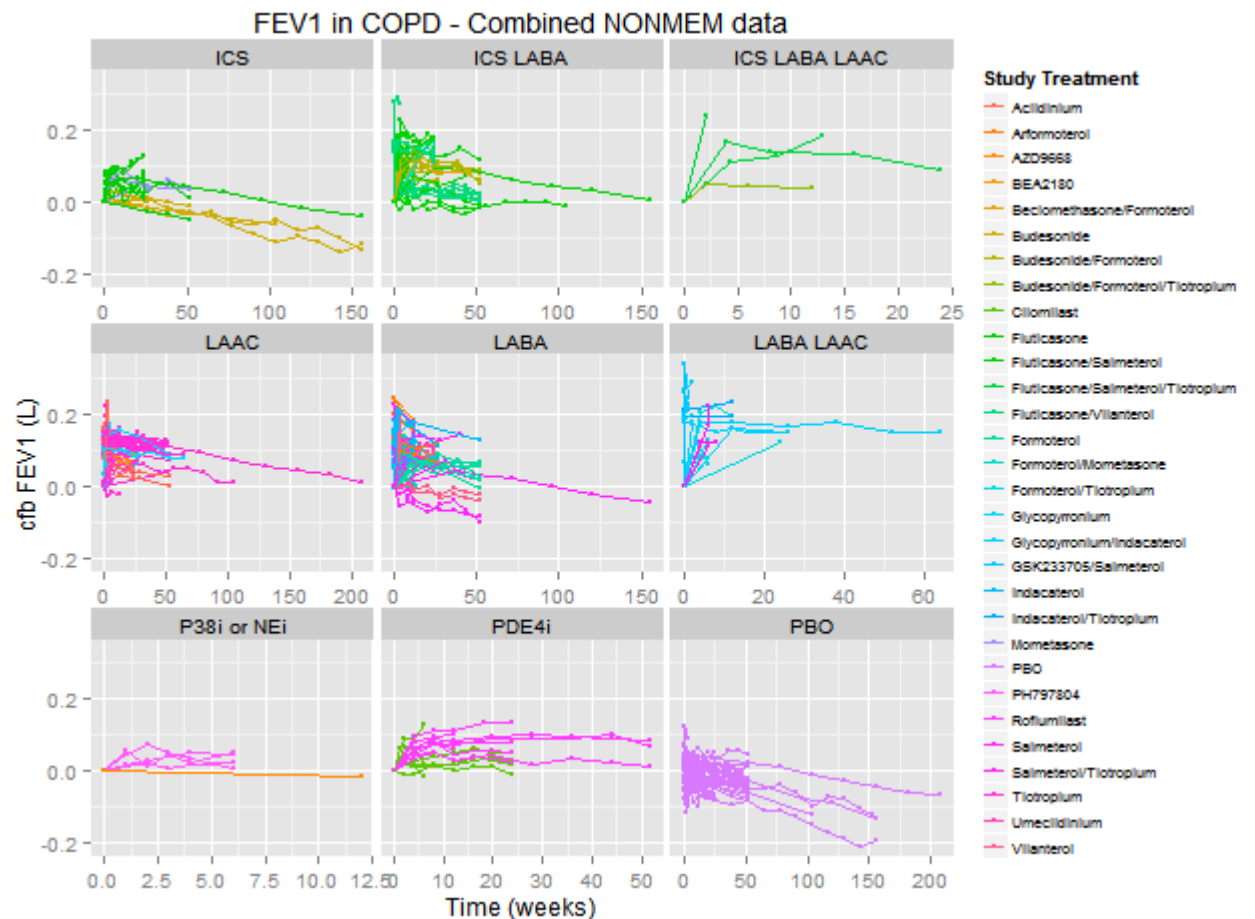 FEV1 in COPD - Combined NONMEM data
ICS
ICS LABA
ICS LABA LAAC
0.2
0.0
-0.2
0 50 100 150
0 50 100 150
0 5 10 15 20 25
LAAC
LABA
LABA LAAC
0.2
0.0
-0.2
0 50 100 150 200
0 50 100 150
0 20 40 60
P38i or NEi
PDE4i
PBO
0.2
0.0
-0.2
0.0 2.5 5.0 7.5 10.0 12.5
0 10 20 30 40 50
0 50 100 150 200
cfb FEV1 (L)
Time (weeks)
Study Treatment
Aclidinium
Arformoterol
AZD9668
BEA2180
Beclomethasone/Formoterol
Budesonide
Budesonide/Formoterol
Budesonide/Formoterol/Tiotropium
Cilomilast
Fluticasone
Fluticasone/Salmeterol
Fluticasone/Salmeterol/Tiotropium
Fluticasone/Vilanterol
Formoterol
Formoterol/Mometasone
Formoterol/Tiotropium
Glycopyrronium
Glycopyrronium/Indacaterol
GSK233705/Salmeterol
Indacaterol
Indacaterol/Tiotropium
Mometasone
PBO
PH797804
Roflumilast
Salmeterol
Salmeterol/Tiotropium
Tiotropium
Umeclidinium
Vilanterol